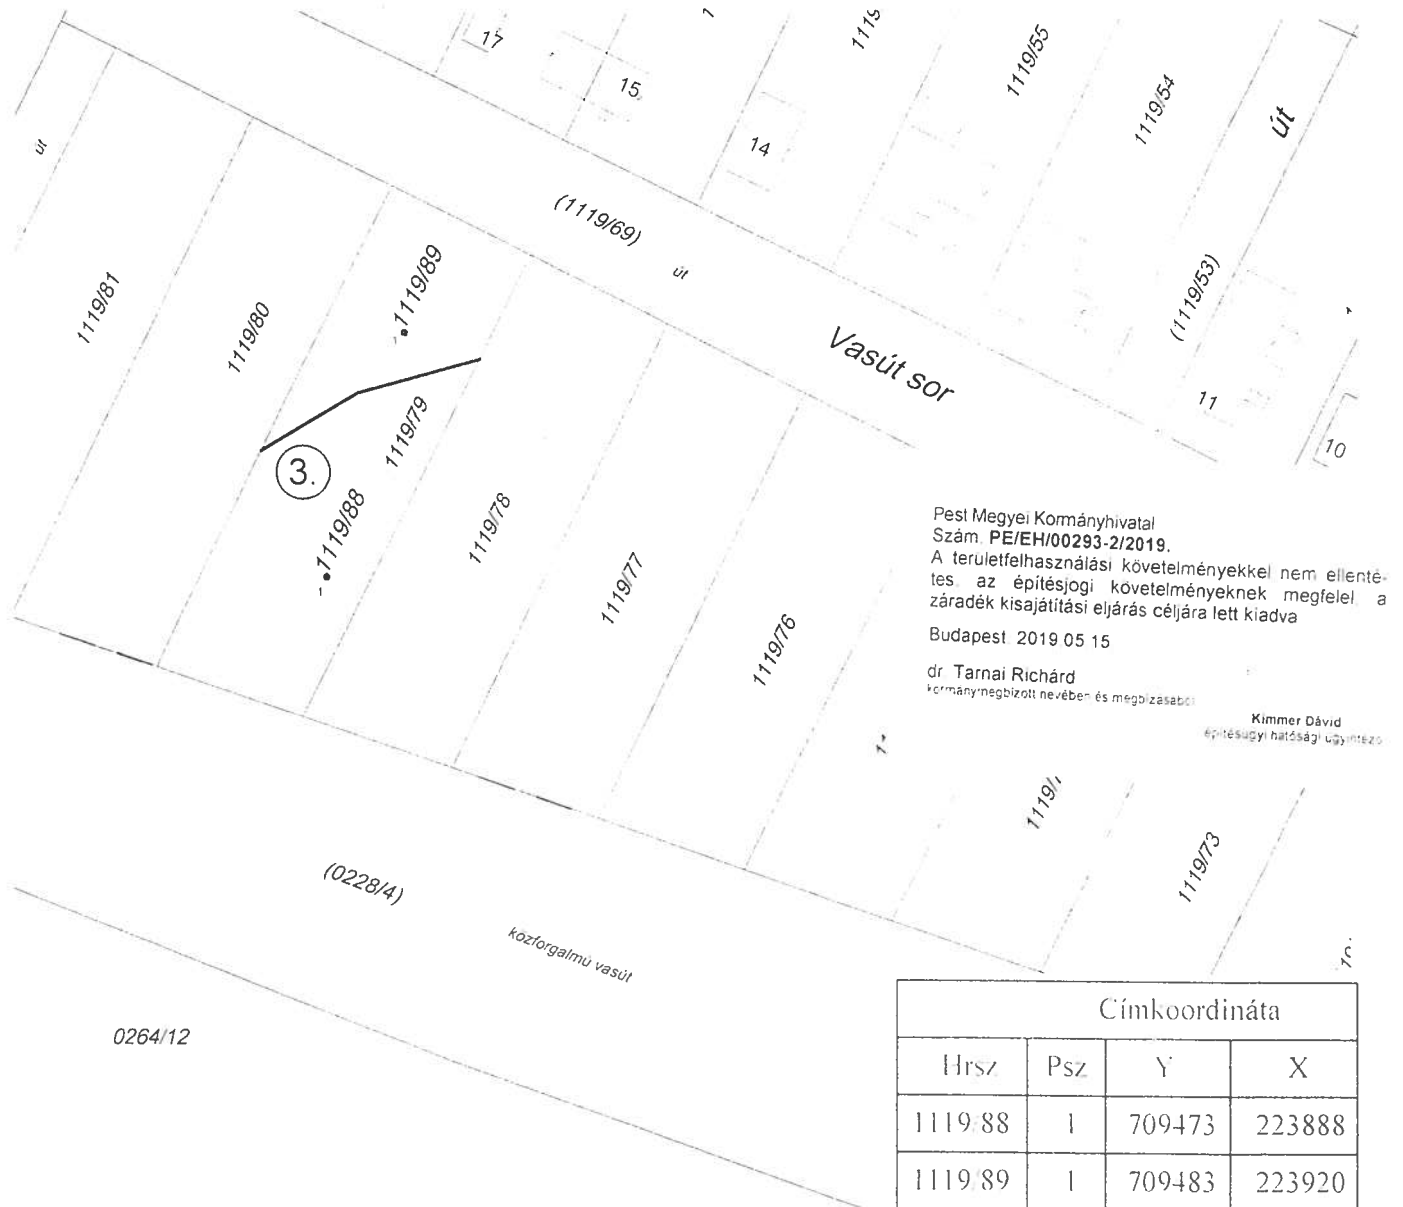 17
15
1
1119
1119/55
1119/54
út
14
út
(1119/69)
út
1119/89
1119/81
1119/80
(1119/53)
Vasút sor
11
10
1119/79
3.
1119/88
1
1119/78
1119/77
1119/76
Pest Megyei Kormányhivatal
Szám. PE/EH/00293-2/2019.
A területfelhasználási követelményekkel nem ellenté-
tes, az építésjogi követelményeknek megfelel, a
záradék kisajátítási eljárás céljára lett kiadva
Budapest. 2019.05.15
dr. Tarnai Richárd
kormánymegbízott nevében és megbízásából
Kimmer Dávid
építésügyi hatósági ügyintéző
1119/
1119/73
(0228/4)
közforgalmú vasút
0264/12
Címkoordináta
Hrsz Psz Y X
1119/88 1 709473 223888
1119/89 1 709483 223920